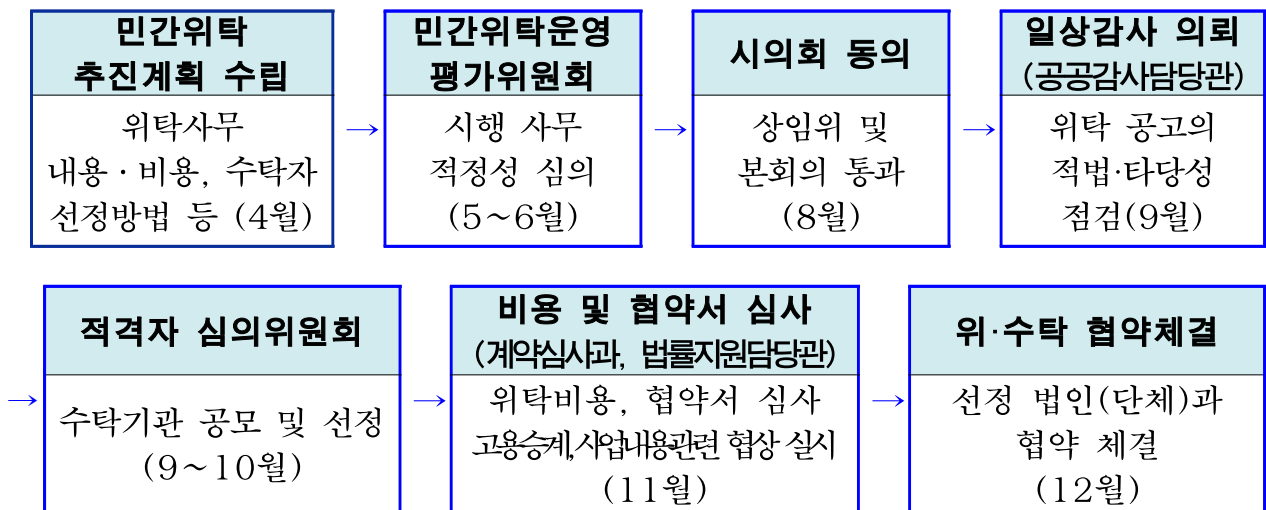 민간위탁
추진계획 수립
위탁사무
내용·비용, 수탁자
선정방법 등 (4월)
→
민간위탁운영
평가위원회
시행 사무
적정성 심의
(5~6월)
→
시의회 동의
상임위 및
본회의 통과
(8월)
→
일상감사 의뢰
(공공감사담당관)
위탁 공고의
적법·타당성
점검(9월)
→
적격자 심의위원회
수탁기관 공모 및 선정
(9~10월)
→
비용 및 협약서 심사
(계약심사과, 법률지원담당관)
위탁비용, 협약서 심사
고용승계,사업내용관련 협상 실시
(11월)
→
위·수탁 협약체결
선정 법인(단체)과
협약 체결
(12월)